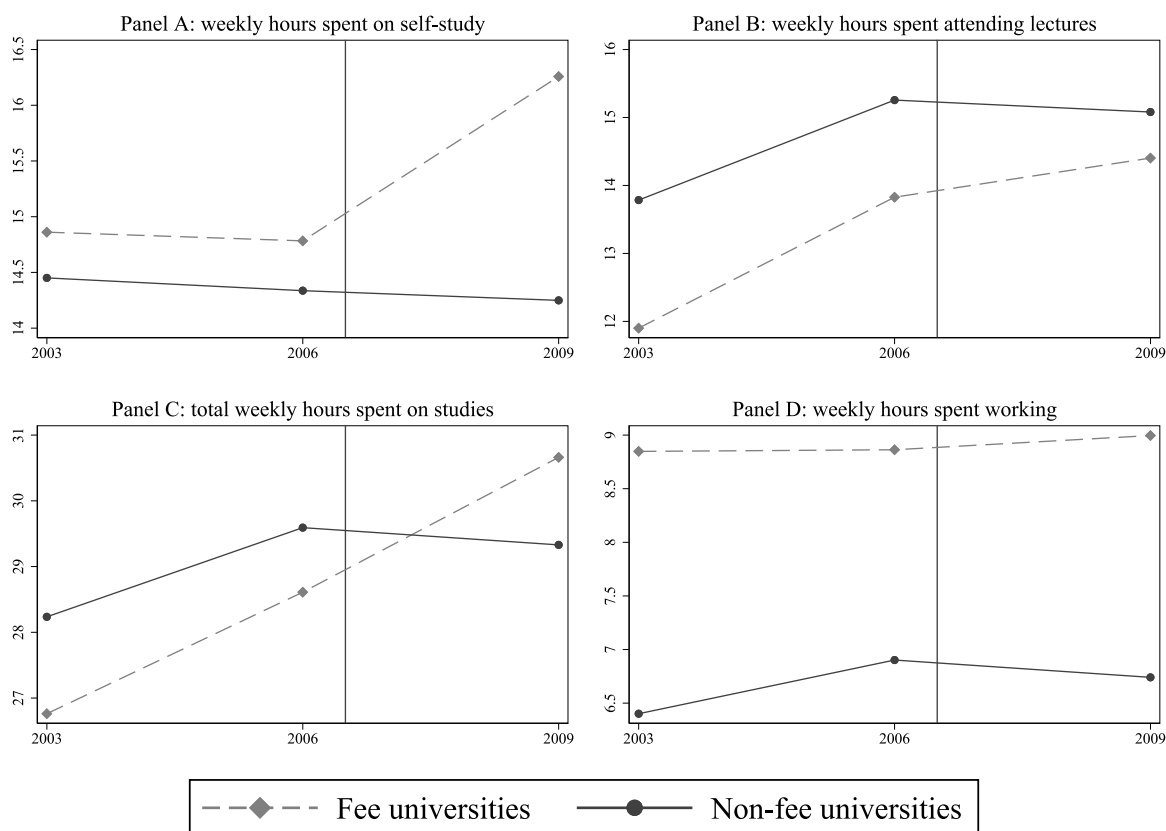 Panel A: weekly hours spent on self-study
16.5
16
15.5
15
14.5
14
2003 2006 2009
Panel B: weekly hours spent attending lectures
16
15
14
13
12
2003 2006 2009
Panel C: total weekly hours spent on studies
31
30
29
28
27
2003 2006 2009
Panel D: weekly hours spent working
9
8.5
8
7.5
7
6.5
2003 2006 2009
Fee universities Non-fee universities